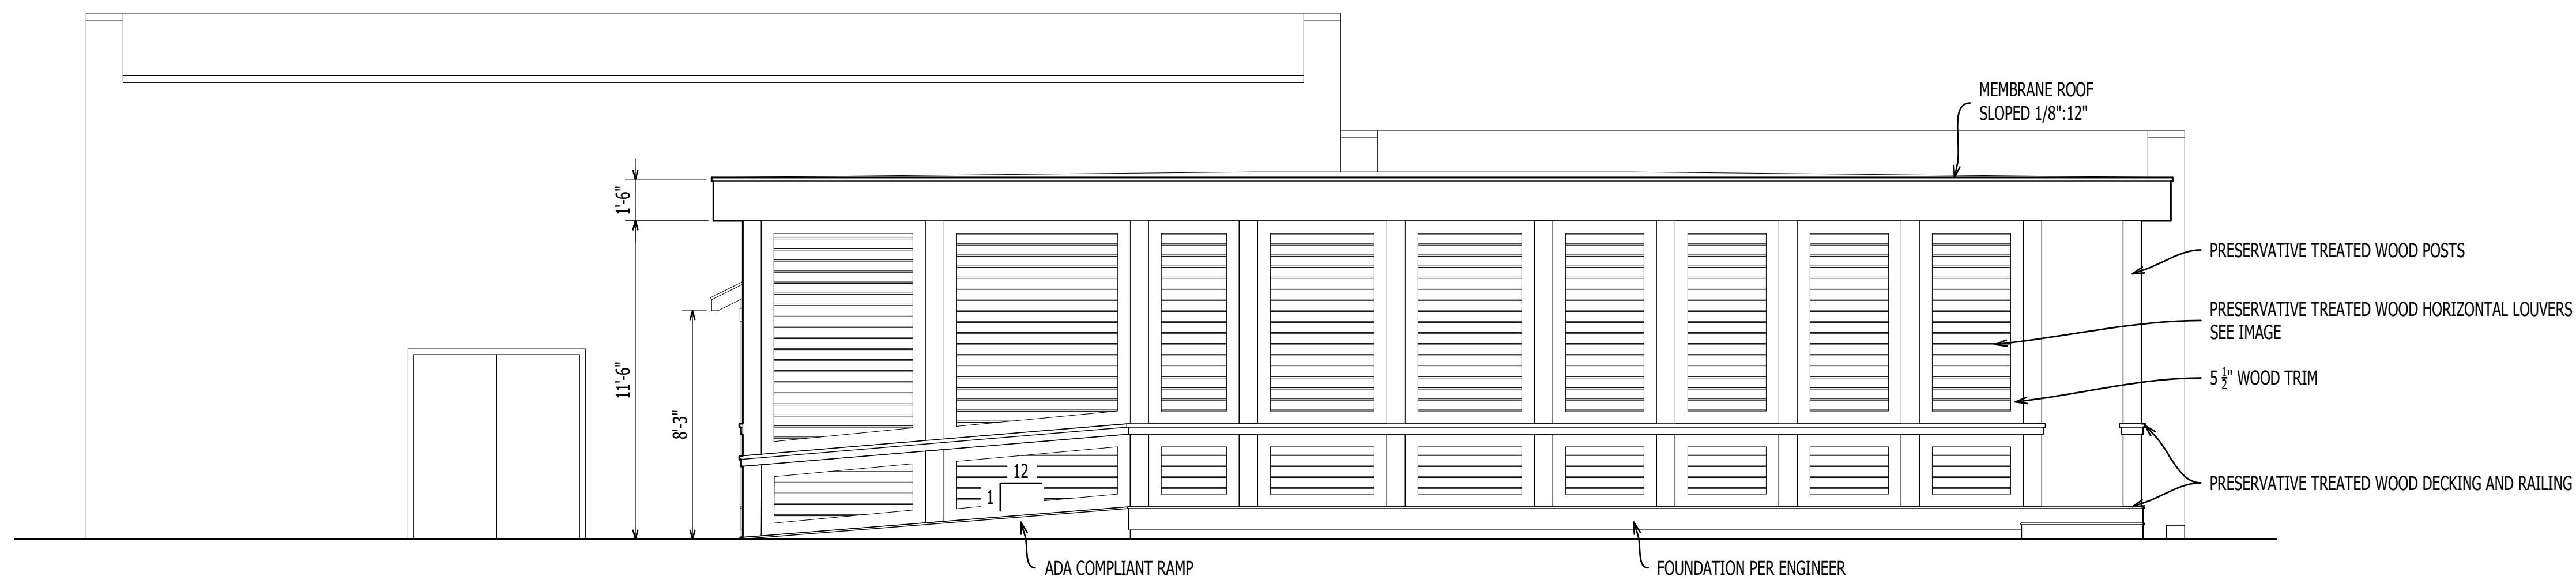 MEMBRANE ROOF
SLOPED 1/8":12"
1'-6"
PRESERVATIVE TREATED WOOD POSTS
PRESERVATIVE TREATED WOOD HORIZONTAL LOUVERS
SEE IMAGE
11'-6"
5 1/2" WOOD TRIM
8'-3"
12
1
PRESERVATIVE TREATED WOOD DECKING AND RAILING
ADA COMPLIANT RAMP
FOUNDATION PER ENGINEER